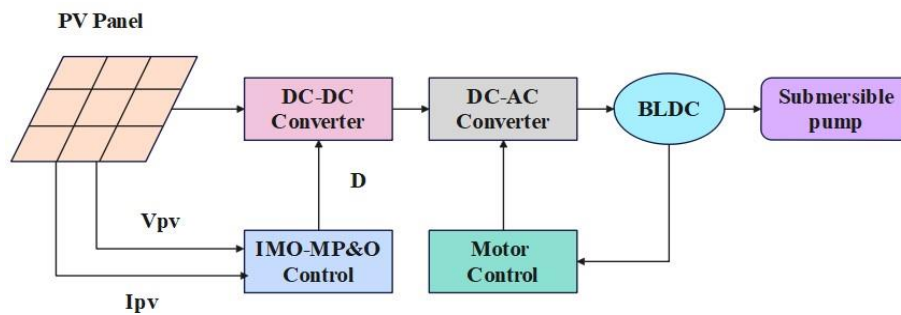 PV Panel
DC-DC
Converter
DC-AC
Converter
BLDC
Submersible
pump
D
Vpv
IMO-MP&O
Control
Motor
Control
Ipv